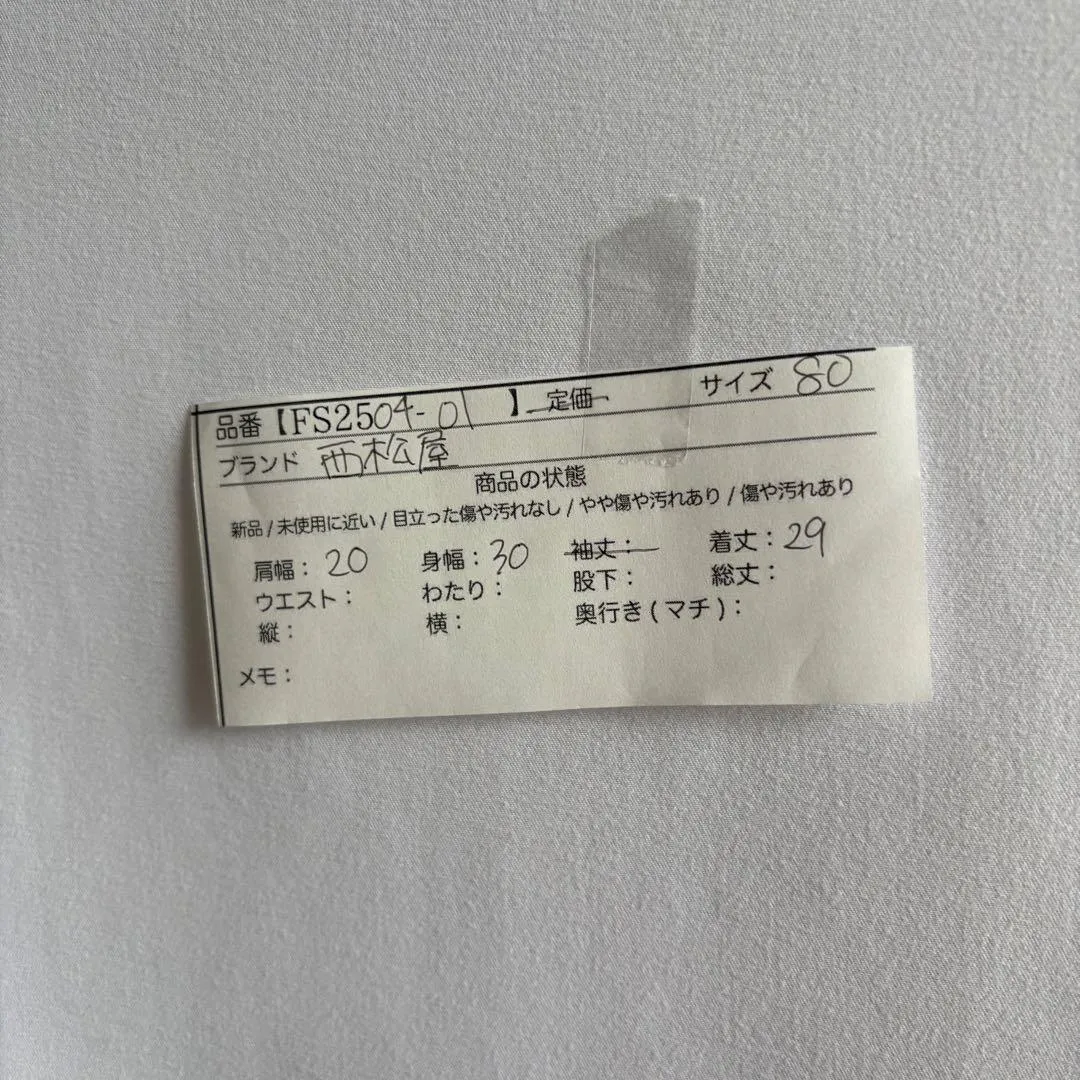 品番【FS2504-01 】定価 サイズ 80
ブランド 西松屋
商品の状態
新品 / 未使用に近い / 目立った傷や汚れなし / やや傷や汚れあり / 傷や汚れあり
肩幅：20 身幅：30 袖丈： 着丈：29
ウエスト： わたり： 股下： 総丈：
縦： 横： 奥行き ( マチ )：
メモ：